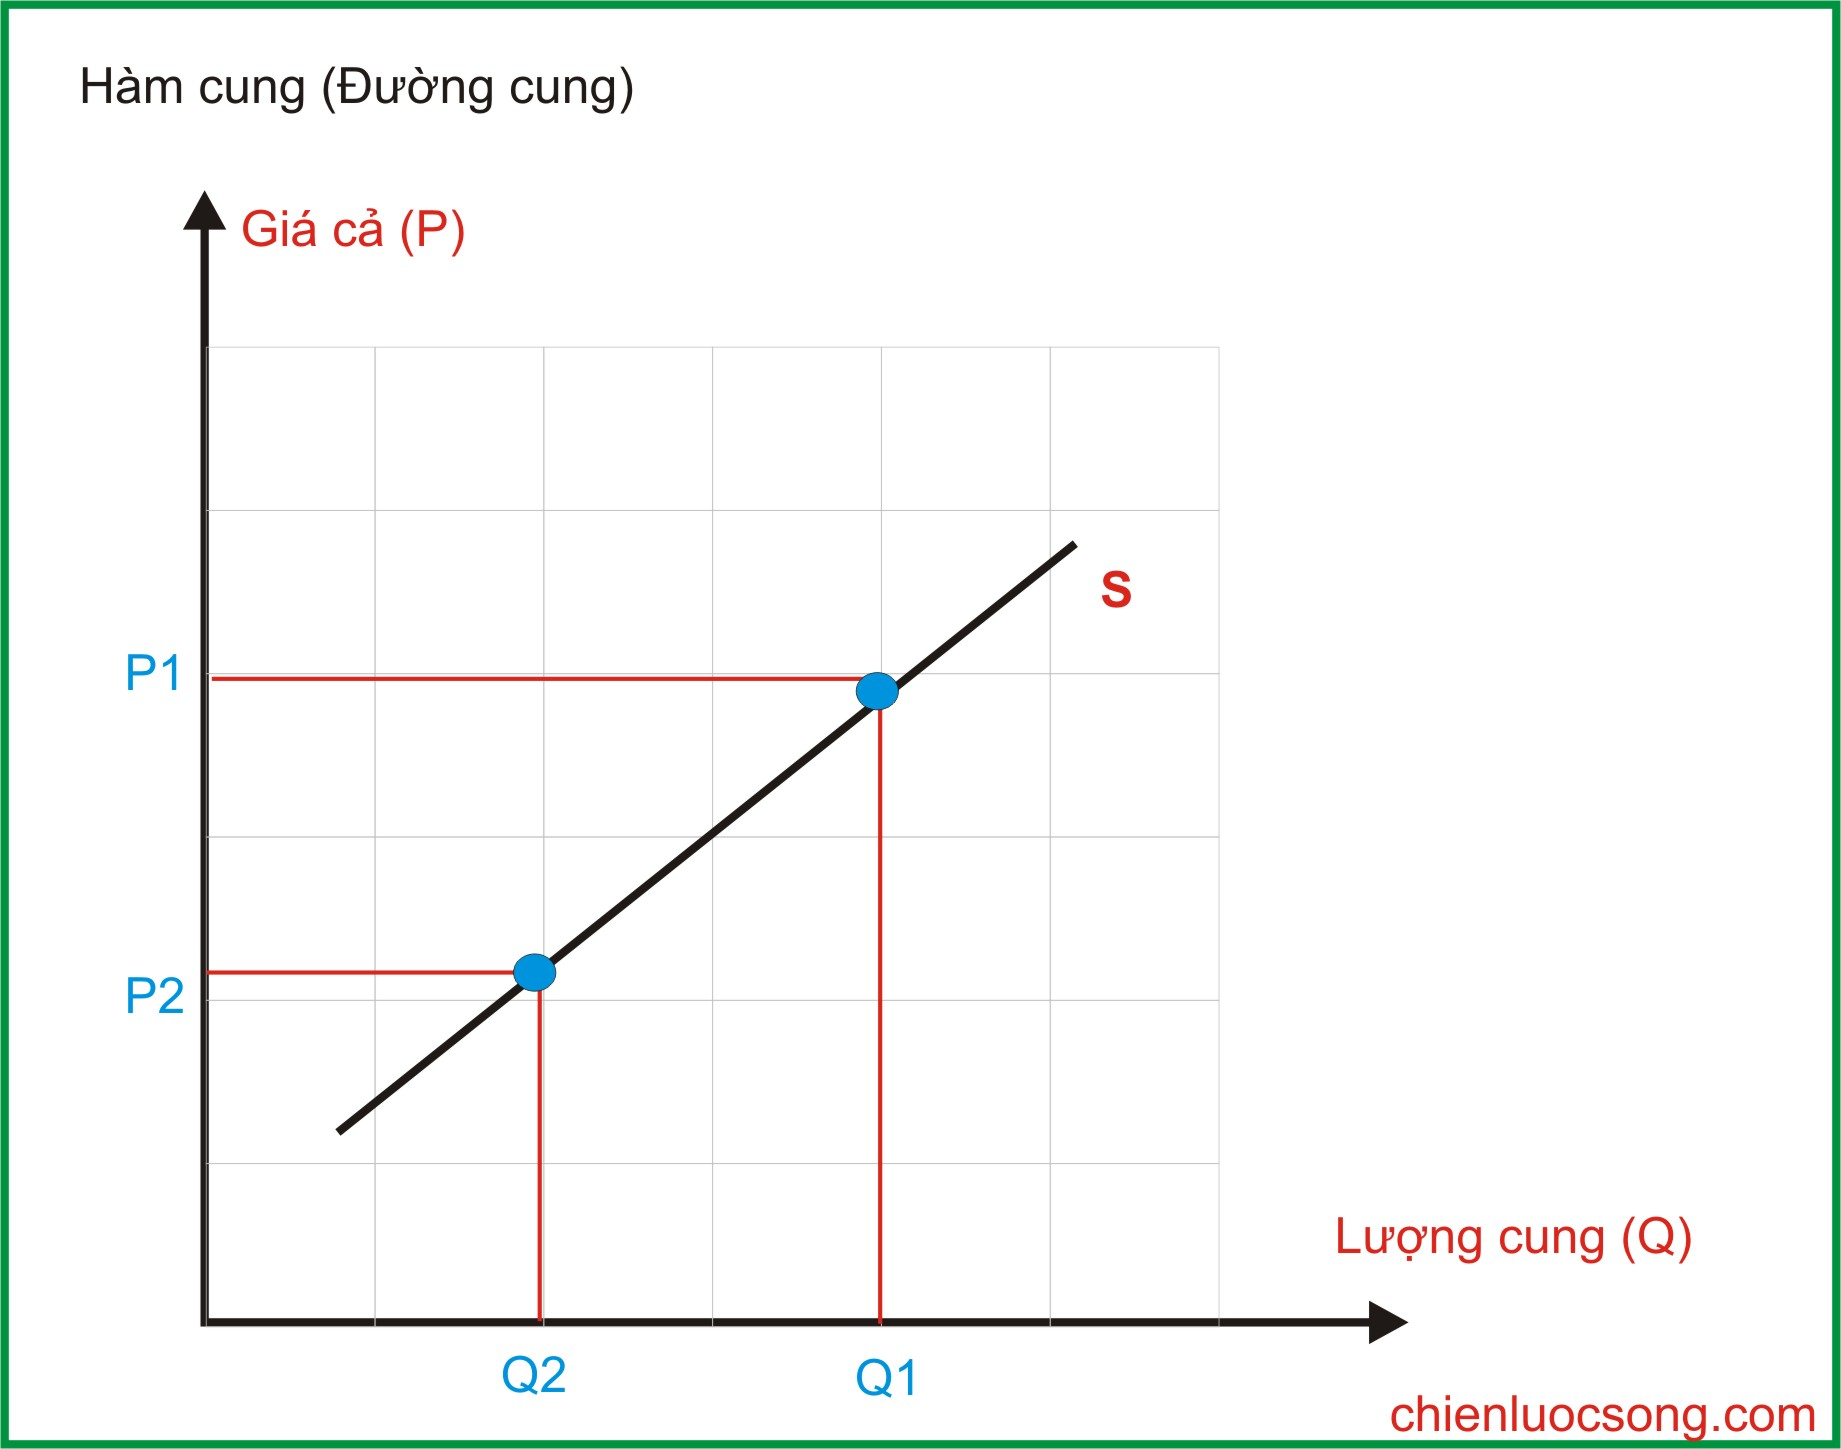 Hàm cung (Đường cung)
Giá cả (P)
S
P1
P2
Lượng cung (Q)
Q2
Q1
chienluocsong.com